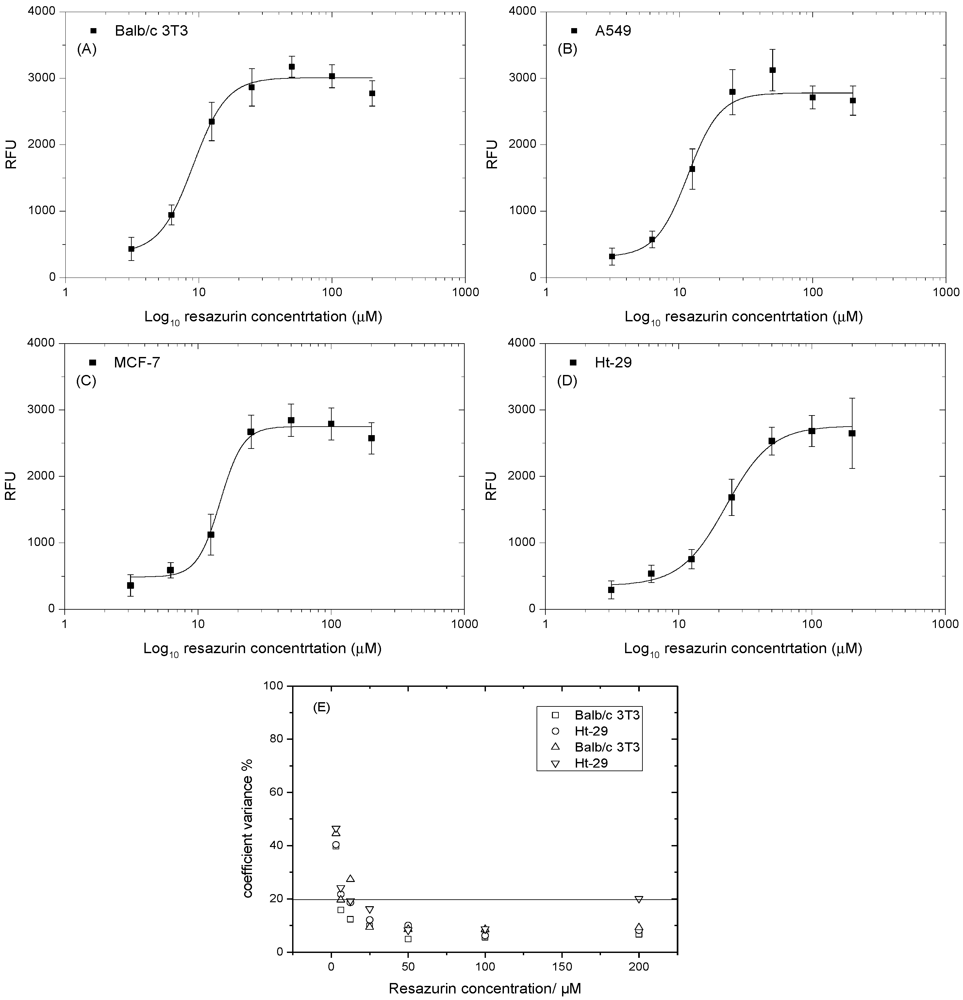 Balb/c 3T3
(A)
4000
3000
2000
1000
0
RFU
1 10 100 1000
Log10 resazurin concentrtation (μM)
A549
(B)
4000
3000
2000
1000
0
RFU
1 10 100 1000
Log10 resazurin concentrtation (μM)
MCF-7
(C)
4000
3000
2000
1000
0
RFU
1 10 100 1000
Log10 resazurin concentrtation (μM)
Ht-29
(D)
4000
3000
2000
1000
0
RFU
1 10 100 1000
Log10 resazurin concentrtation (μM)
(E)
Balb/c 3T3
Ht-29
Balb/c 3T3
Ht-29
100
80
60
40
20
0
coefficient variance %
0 50 100 150 200
Resazurin concentration/ μM